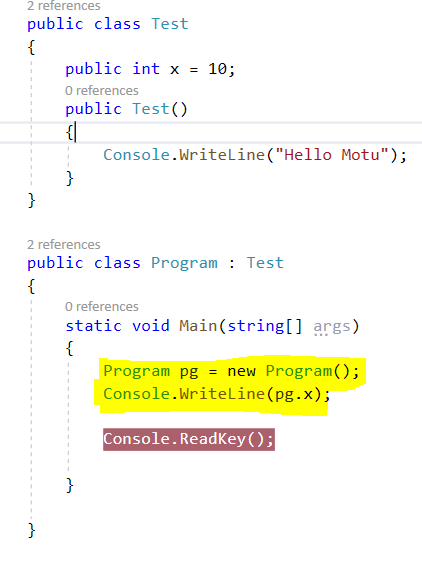 2 references
public class Test
{
public int x = 10;
0 references
public Test()
{
Console.WriteLine("Hello Motu");
}
}
2 references
public class Program : Test
{
0 references
static void Main(string[] args)
{
Program pg = new Program();
Console.WriteLine(pg.x);
Console.ReadKey();
}
}